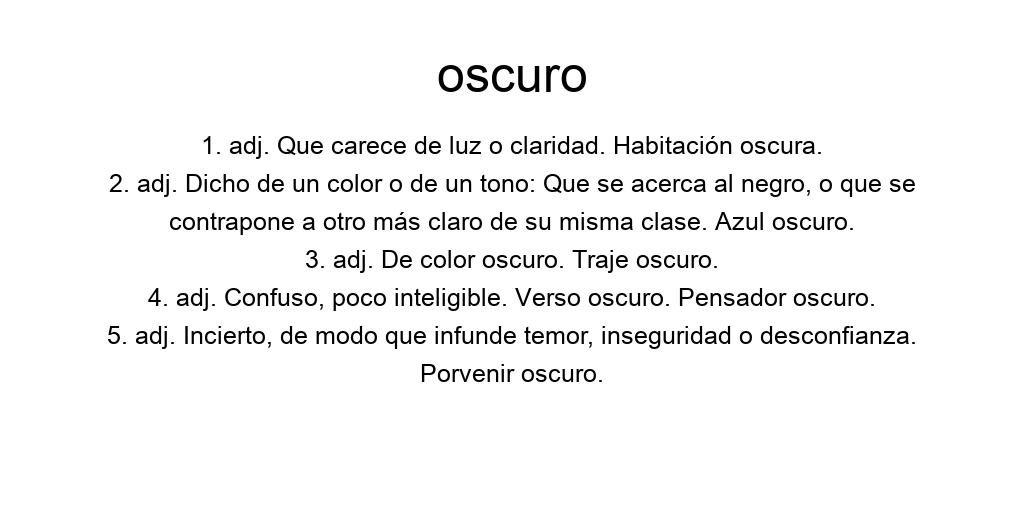 oscuro
1. adj. Que carece de luz o claridad. Habitación oscura.
2. adj. Dicho de un color o de un tono: Que se acerca al negro, o que se
contrapone a otro más claro de su misma clase. Azul oscuro.
3. adj. De color oscuro. Traje oscuro.
4. adj. Confuso, poco inteligible. Verso oscuro. Pensador oscuro.
5. adj. Incierto, de modo que infunde temor, inseguridad o desconfianza.
Porvenir oscuro.